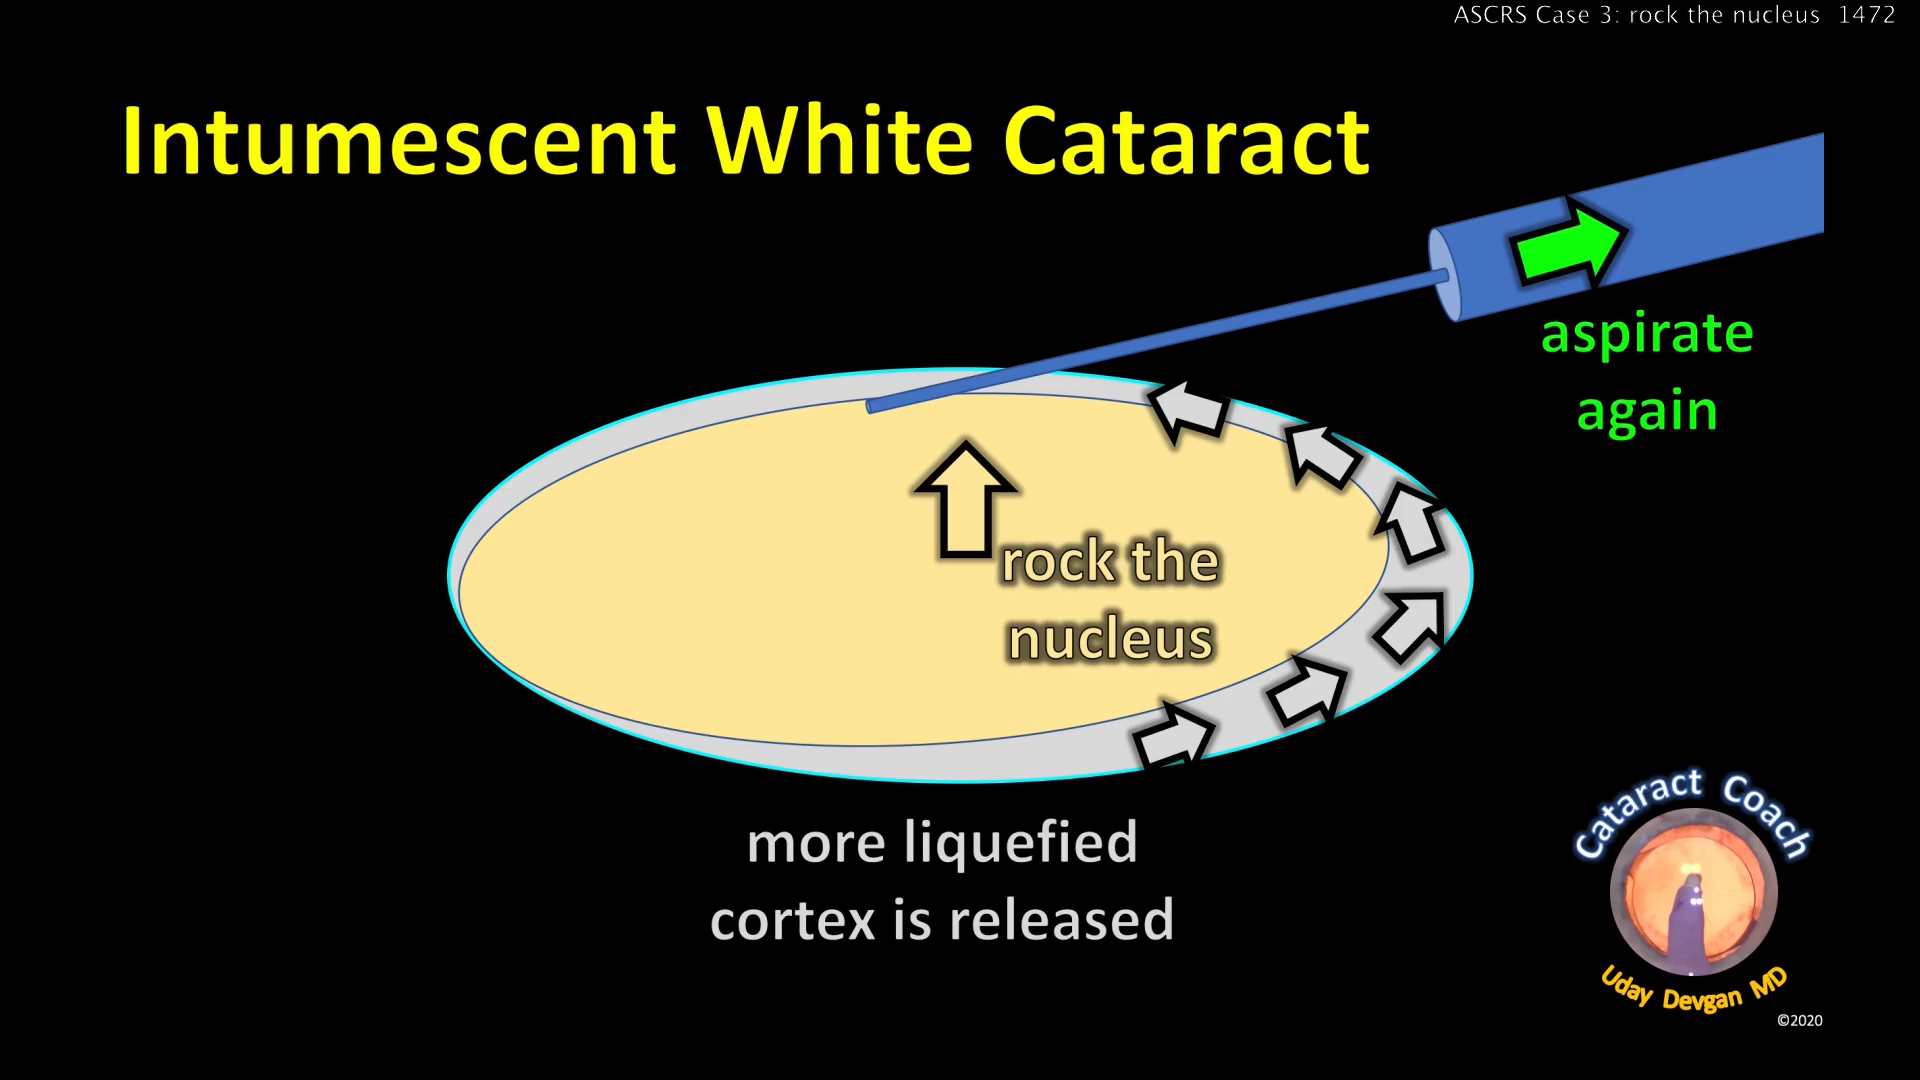 ASCRS Case 3: rock the nucleus 1472
Intumescent White Cataract
aspirate
again
rock the
nucleus
more liquefied
cortex is released
Cataract Coach
Uday Devgan MD
©2020